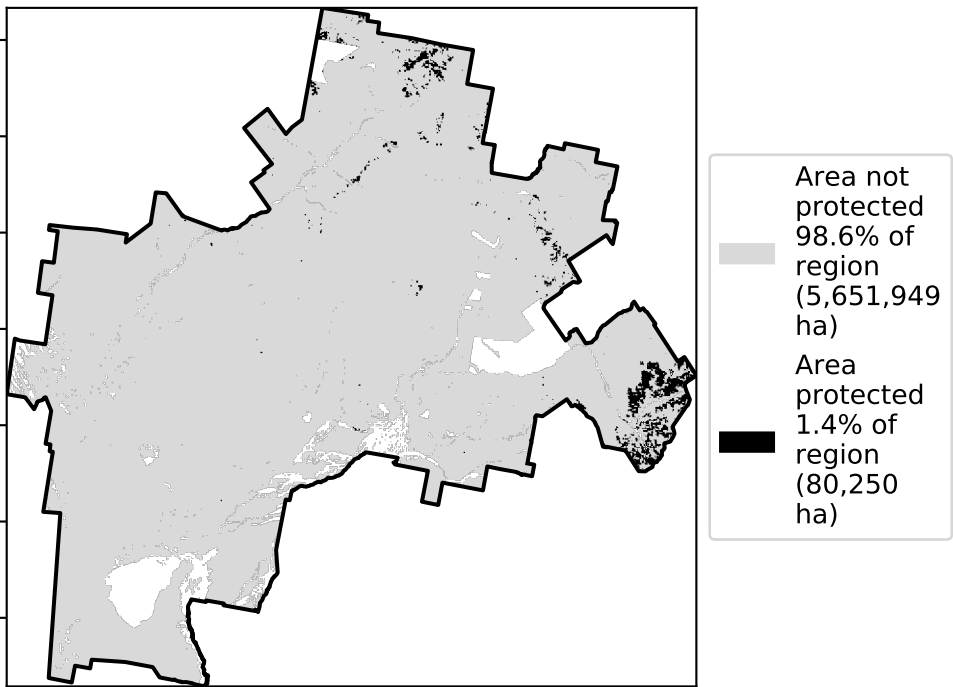 Area not
protected
98.6% of
region
(5,651,949
ha)
Area
protected
1.4% of
region
(80,250
ha)